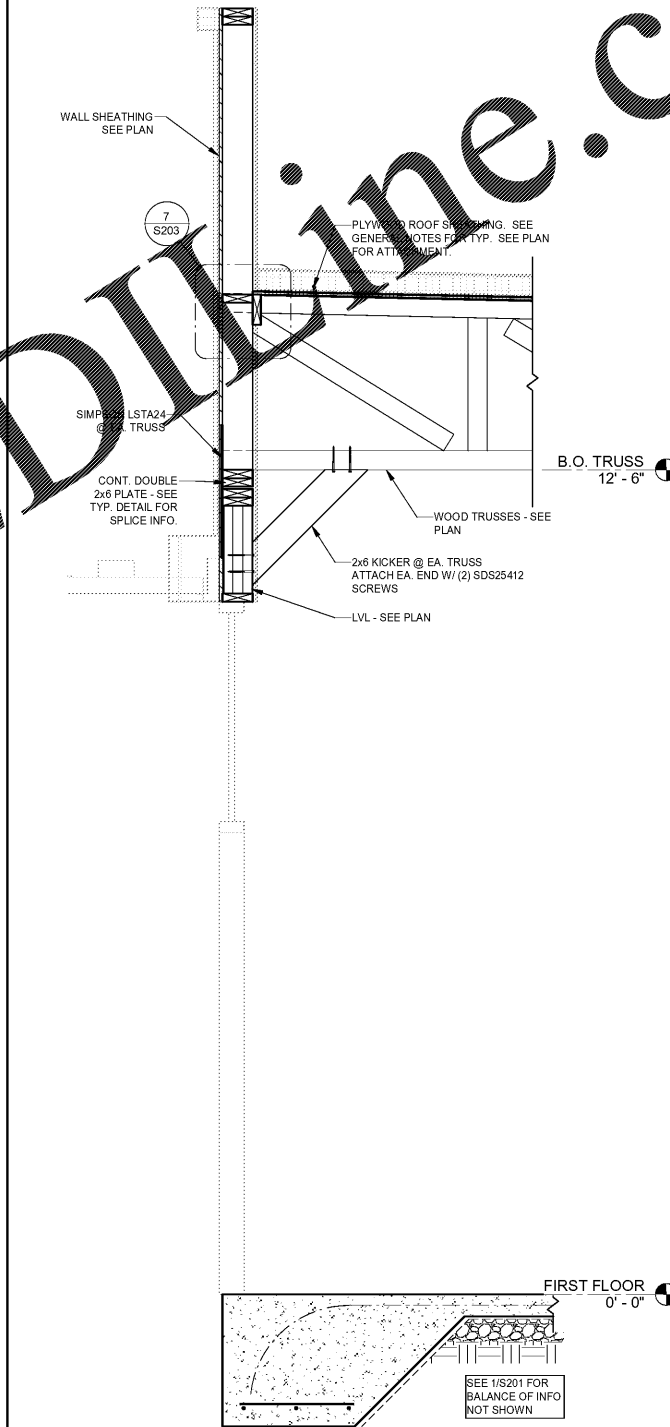 WALL SHEATHING
SEE PLAN
7
S203
PLYWOOD ROOF SHEATHING. SEE
GENERAL NOTES FOR TYP. SEE PLAN
FOR ATTACHMENT.
SIMPSON LSTA24
@ EA. TRUSS
B.O. TRUSS
12' - 6"
CONT. DOUBLE
2x6 PLATE - SEE
TYP. DETAIL FOR
SPLICE INFO.
WOOD TRUSSES - SEE
PLAN
2x6 KICKER @ EA. TRUSS
ATTACH EA. END W/ (2) SDS25412
SCREWS
LVL - SEE PLAN
FIRST FLOOR
0' - 0"
SEE 1/S201 FOR
BALANCE OF INFO
NOT SHOWN
DILine.c